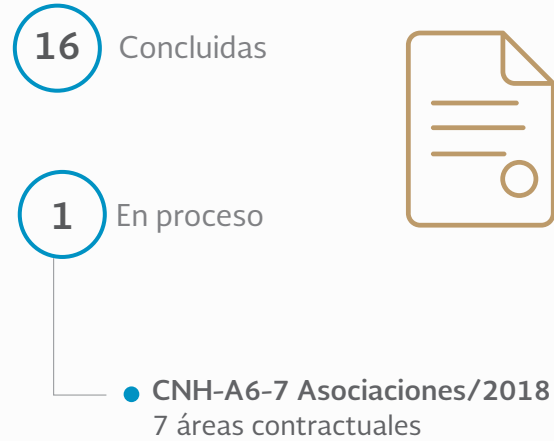 16 Concluidas
1 En proceso
CNH-A6-7 Asociaciones/2018
7 áreas contractuales